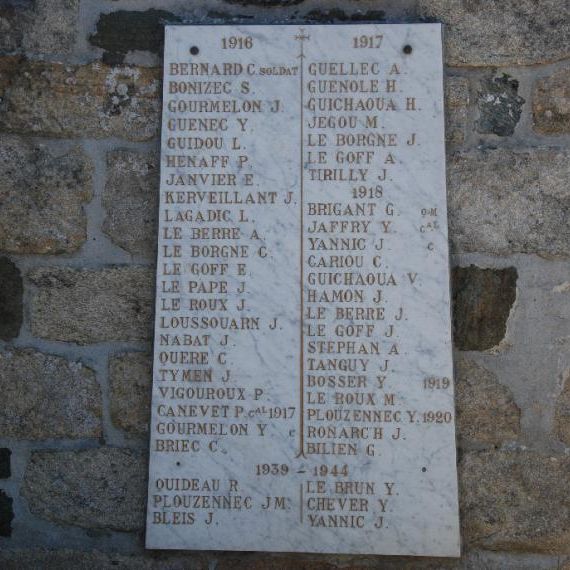 1916
BERNARD C. SOLDAT
BONIZEC S.
GOURMELON J.
GUENEC Y.
GUIDOU L.
HENAFF P.
JANVIER E.
KERVEILLANT J.
LAGADIC L.
LE BERRE A.
LE BORGNE C.
LE GOFF E.
LE PAPE J.
LE ROUX J.
LOUSSOUARN J.
NABAT J.
QUERE C.
TYMEN J.
VIGOUROUX P.
CANEVET P. CAL 1917
GOURMELON Y. C
BRIEC C.
1917
GUELLEC A.
GUENOLE H.
GUICHAOUA H.
JEGOU M.
LE BORGNE J.
LE GOFF A.
TIRILLY J.
1918
BRIGANT G. Q-M
JAFFRY Y. CAL
YANNIC J. C
CARIOU C.
GUICHAOUA V.
HAMON J.
LE BERRE J.
LE GOFF J.
STEPHAN A.
TANGUY J.
BOSSER Y. 1919
LE ROUX M.
PLOUZENNEC Y. 1920
RONARC'H J.
BILIEN G.
1939 - 1944
QUIDEAU R.
PLOUZENNEC J.M.
BLEIS J.
LE BRUN Y.
CHEVER Y.
YANNIC J.